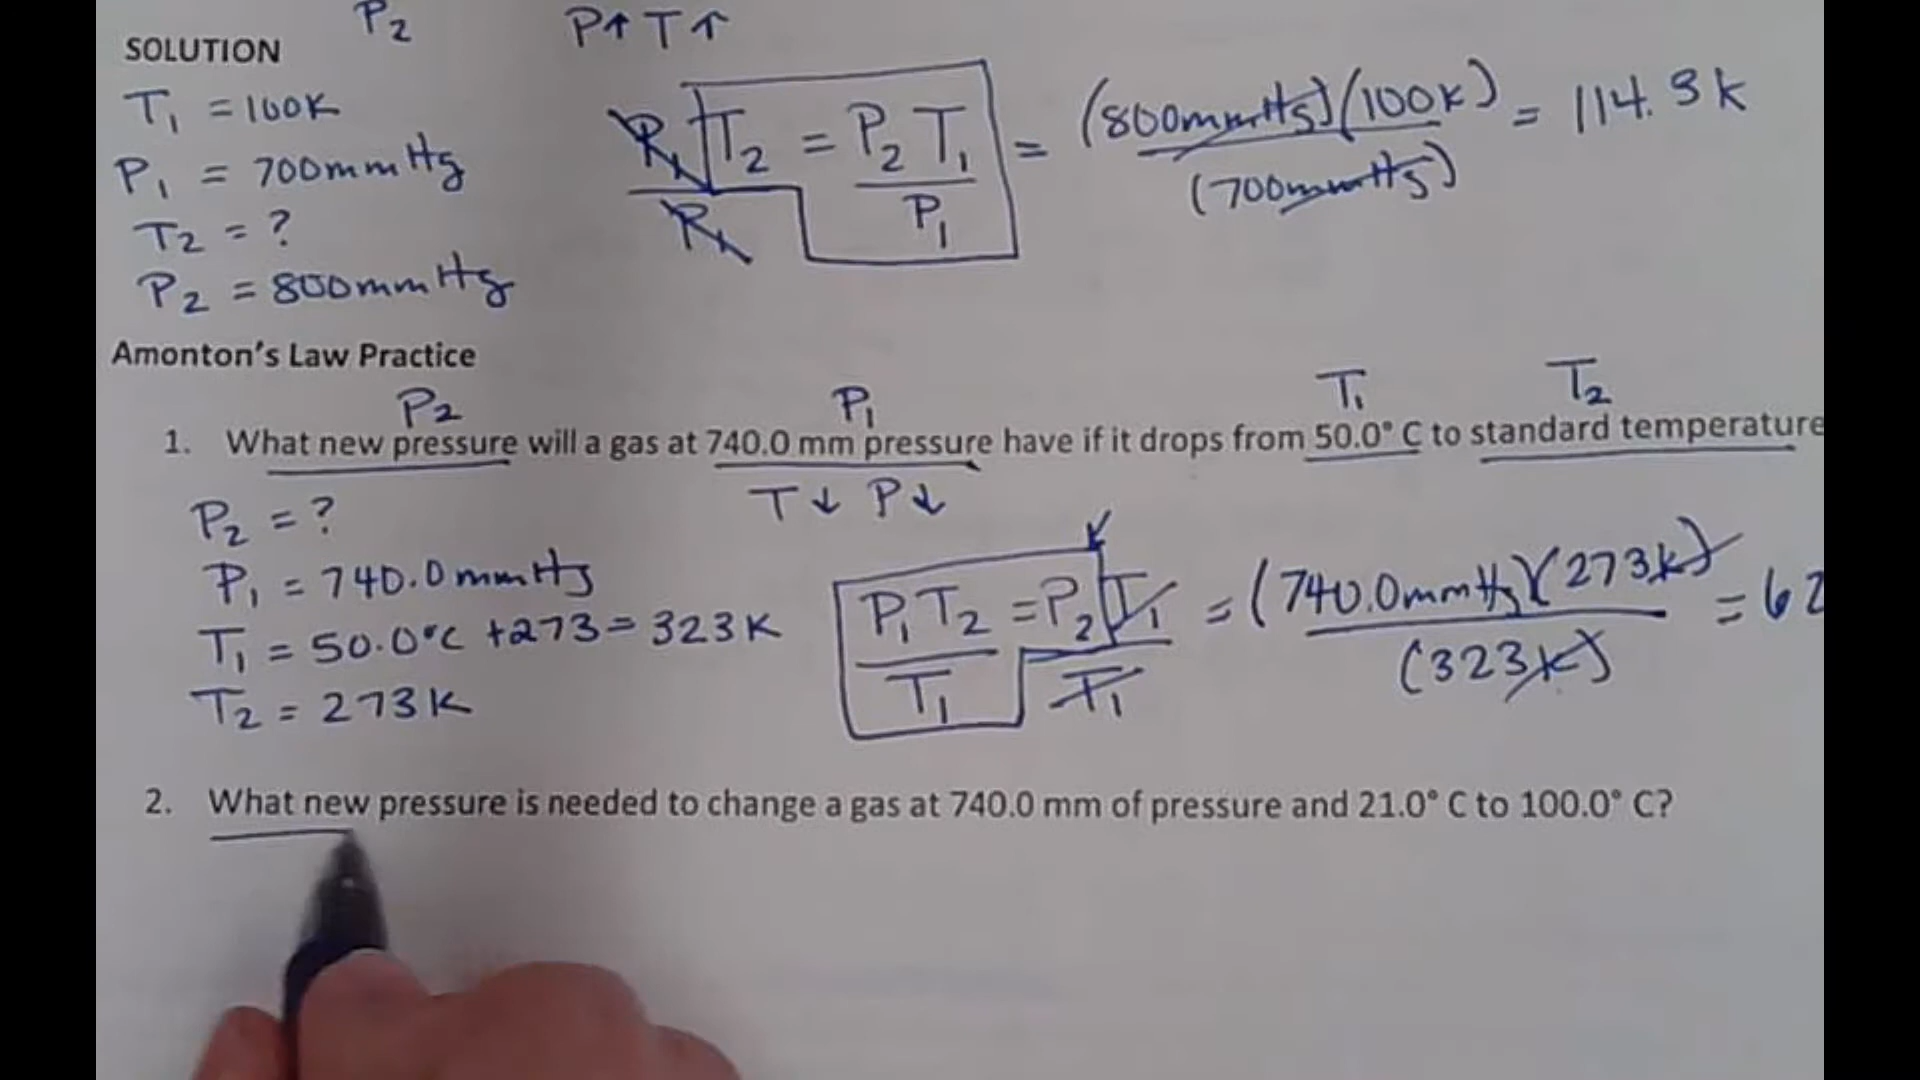 P₂ P↑ T↑
SOLUTION
T₁ = 100K
P₁ = 700mmHg
T₂ = ?
P₂ = 800mmHg
P₁T₂ = P₂T₁ = (800mmHg)(100K) = 114.3K
P₁ P₁ (700mmHg)
Amonton's Law Practice
P₂ P₁ T₁ T₂
1. What new pressure will a gas at 740.0 mm pressure have if it drops from 50.0° C to standard temperature
T↓ P↓
P₂ = ?
P₁ = 740.0mmHg
T₁ = 50.0°C +273 = 323K
T₂ = 273K
P₁T₂ = P₂T₁ = (740.0mmHg)(273K) = 62
T₁ T₁ (323K)
2. What new pressure is needed to change a gas at 740.0 mm of pressure and 21.0° C to 100.0° C?